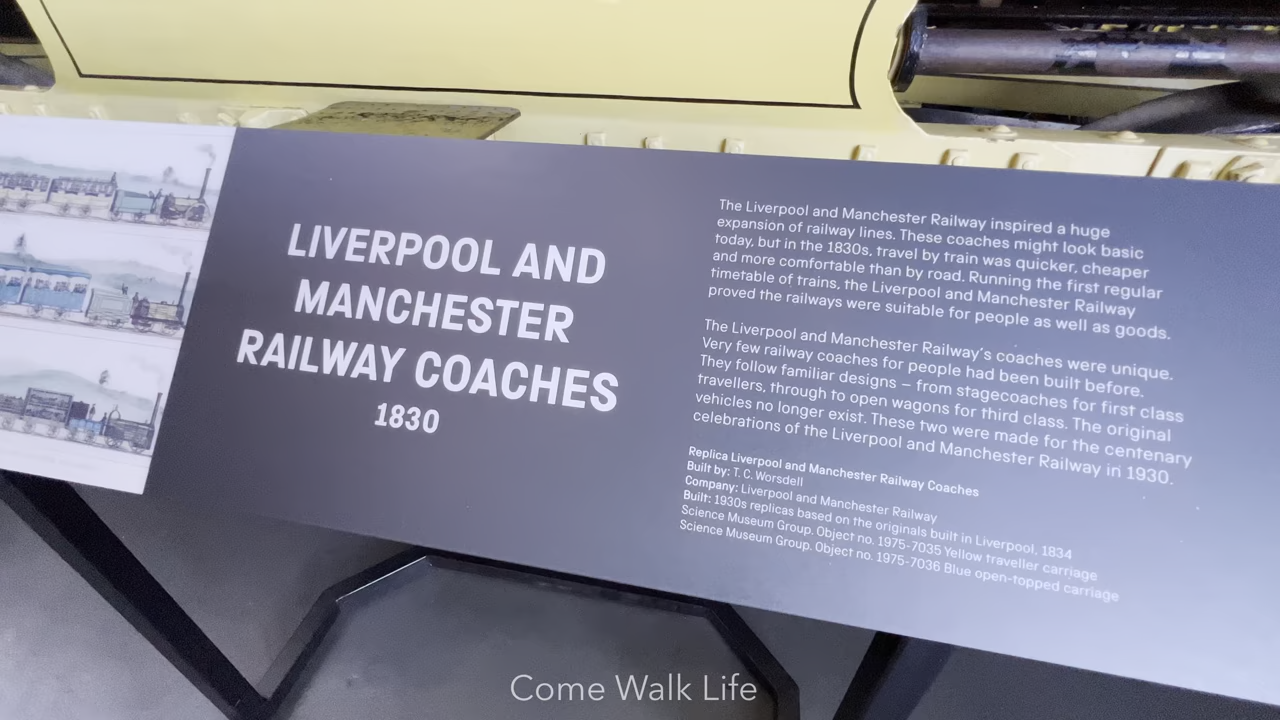 LIVERPOOL AND
MANCHESTER
RAILWAY COACHES
1830
The Liverpool and Manchester Railway inspired a huge
expansion of railway lines. These coaches might look basic
today, but in the 1830s, travel by train was quicker, cheaper
and more comfortable than by road. Running the first regular
timetable of trains, the Liverpool and Manchester Railway
proved the railways were suitable for people as well as goods.
The Liverpool and Manchester Railway's coaches were unique.
Very few railway coaches for people had been built before.
They follow familiar designs – from stagecoaches for first class
travellers, through to open wagons for third class. The original
vehicles no longer exist. These two were made for the centenary
celebrations of the Liverpool and Manchester Railway in 1930.
Replica Liverpool and Manchester Railway Coaches
Built by: T. C. Worsdell
Company: Liverpool and Manchester Railway
Built: 1930s replicas based on the originals built in Liverpool, 1834
Science Museum Group. Object no. 1975-7035 Yellow traveller carriage
Science Museum Group. Object no. 1975-7036 Blue open-topped carriage
Come Walk Life